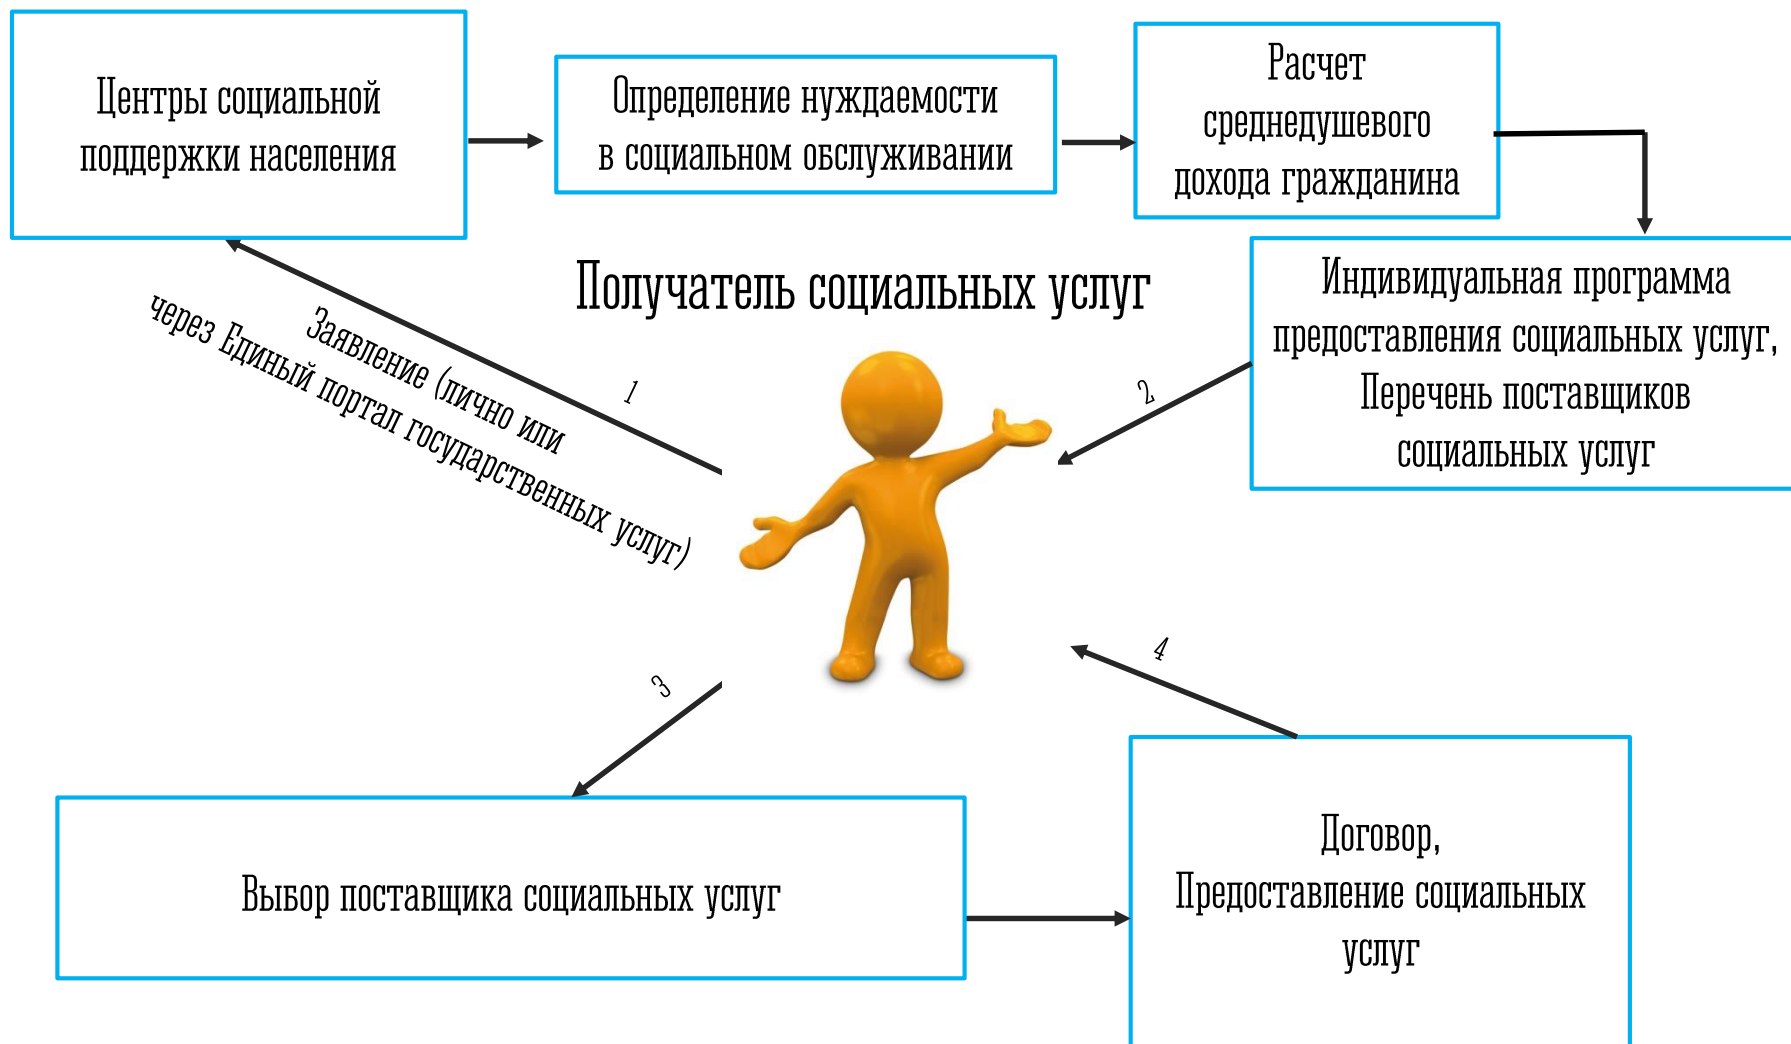 Центры социальной
поддержки населения
Определение нуждаемости
в социальном обслуживании
Расчет
среднедушевого
дохода гражданина
Получатель социальных услуг
Индивидуальная программа
предоставления социальных услуг,
Перечень поставщиков
социальных услуг
Заявление (лично или
через Единый портал государственных услуг)
1
2
3
4
Выбор поставщика социальных услуг
Договор,
Предоставление социальных
услуг